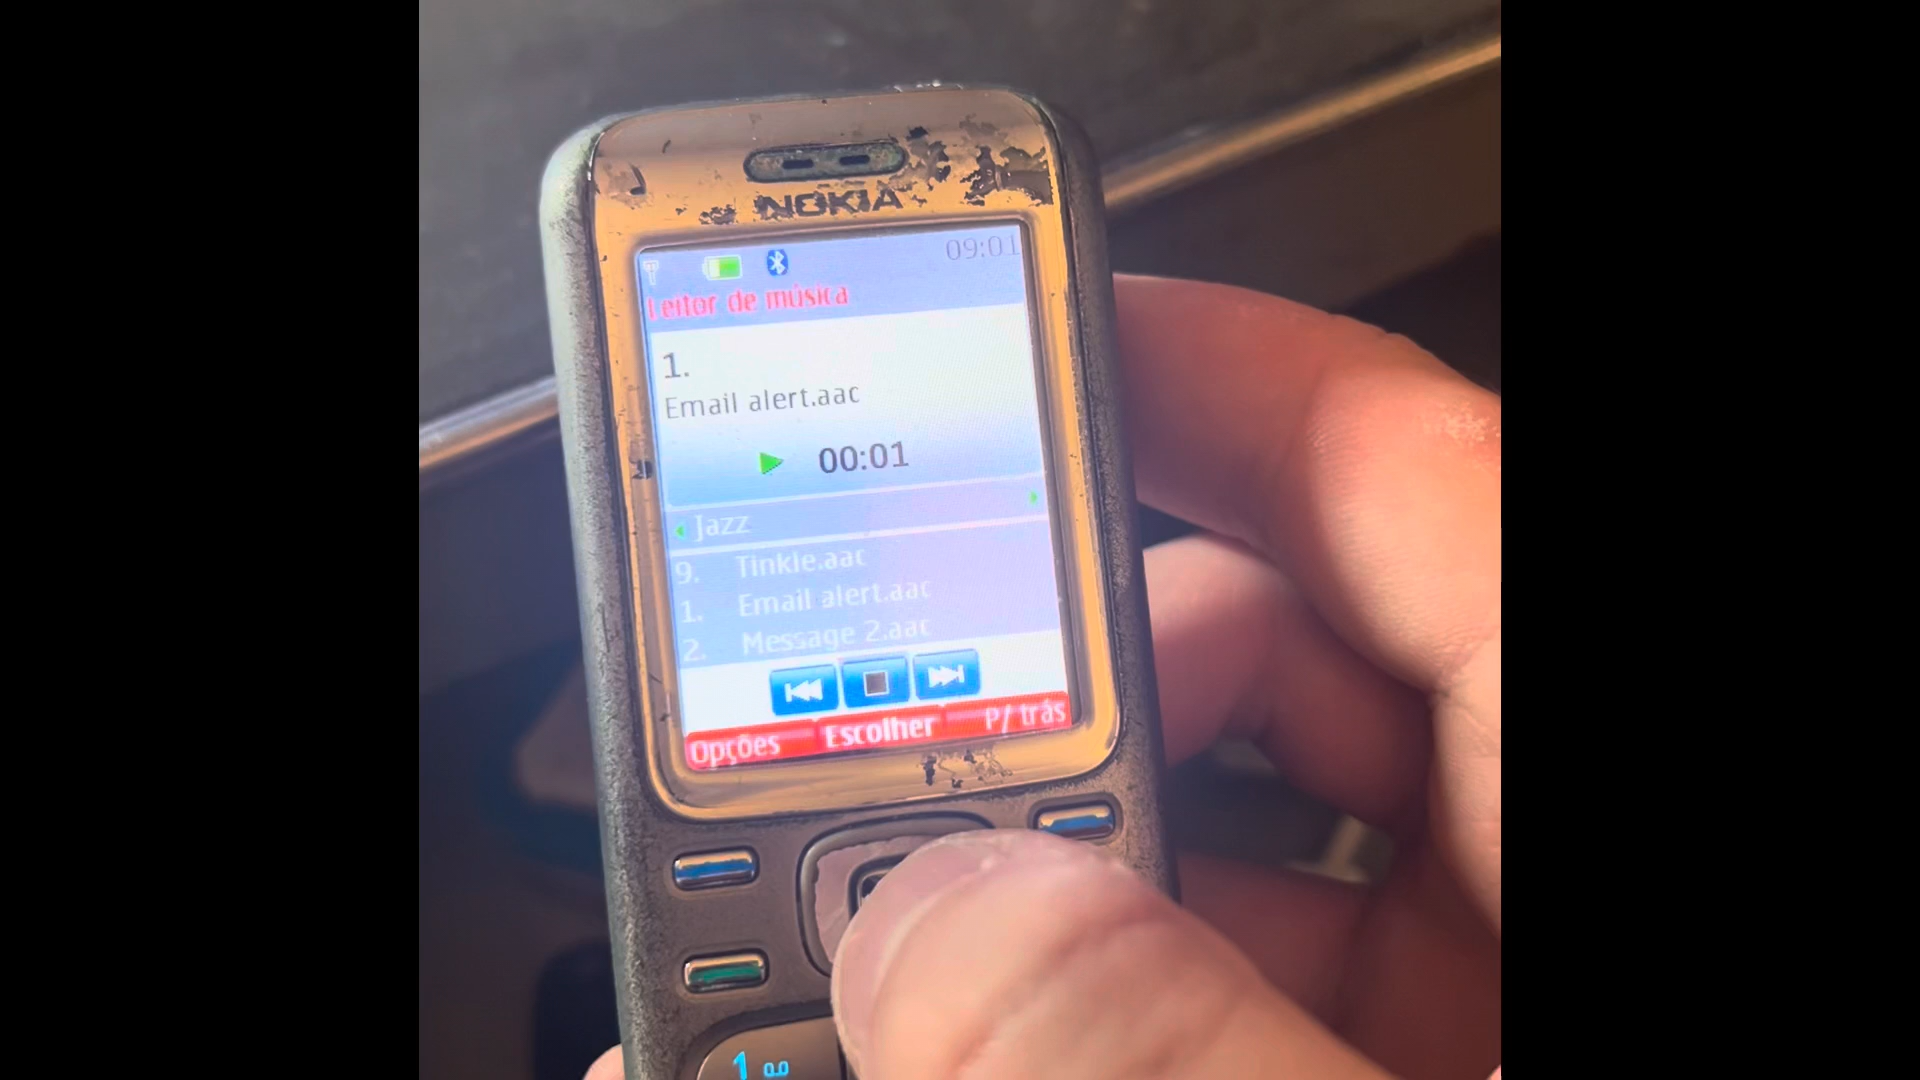 NOKIA
09:01
Leitor de música
1.
Email alert.aac
00:01
Jazz
9. Tinkle.aac
1. Email alert.aac
2. Message 2.aac
Opções Escolher P/ trás
1